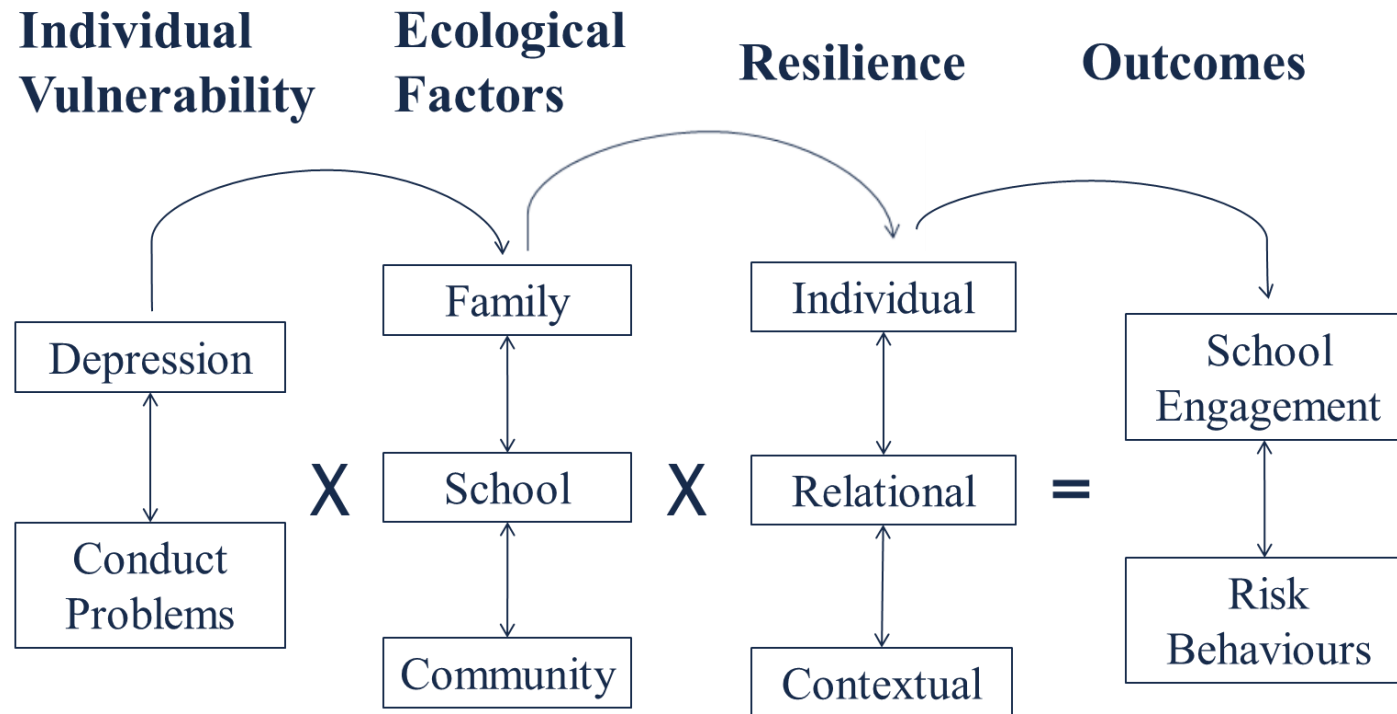 Individual
Vulnerability
Ecological
Factors
Resilience
Outcomes
Depression
Conduct
Problems
X
Family
School
Community
X
Individual
Relational
Contextual
=
School
Engagement
Risk
Behaviours